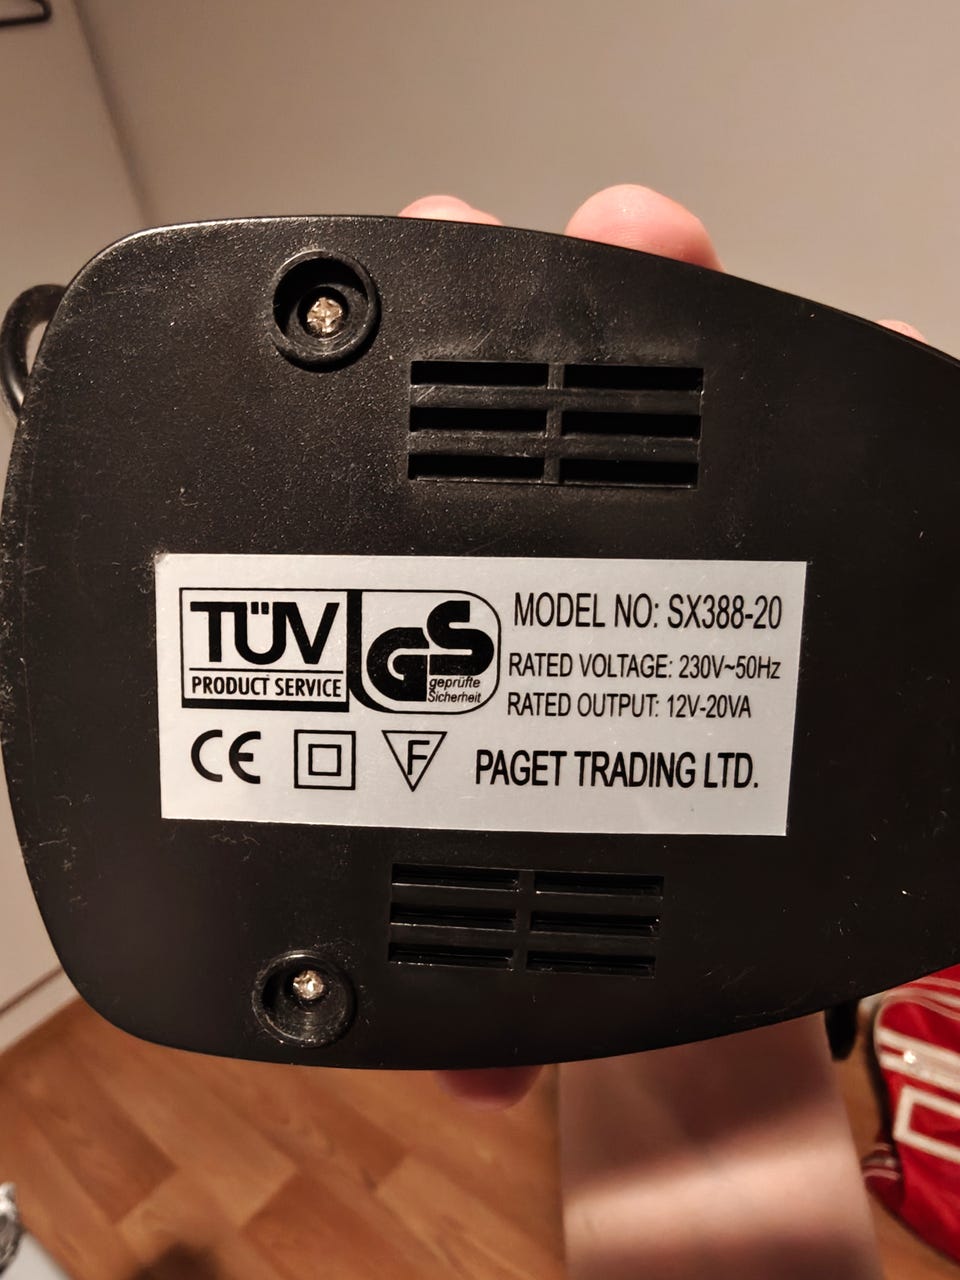 TÜV
PRODUCT SERVICE
GS
geprüfte
Sicherheit
MODEL NO: SX388-20
RATED VOLTAGE: 230V~50Hz
RATED OUTPUT: 12V-20VA
CE
F
PAGET TRADING LTD.